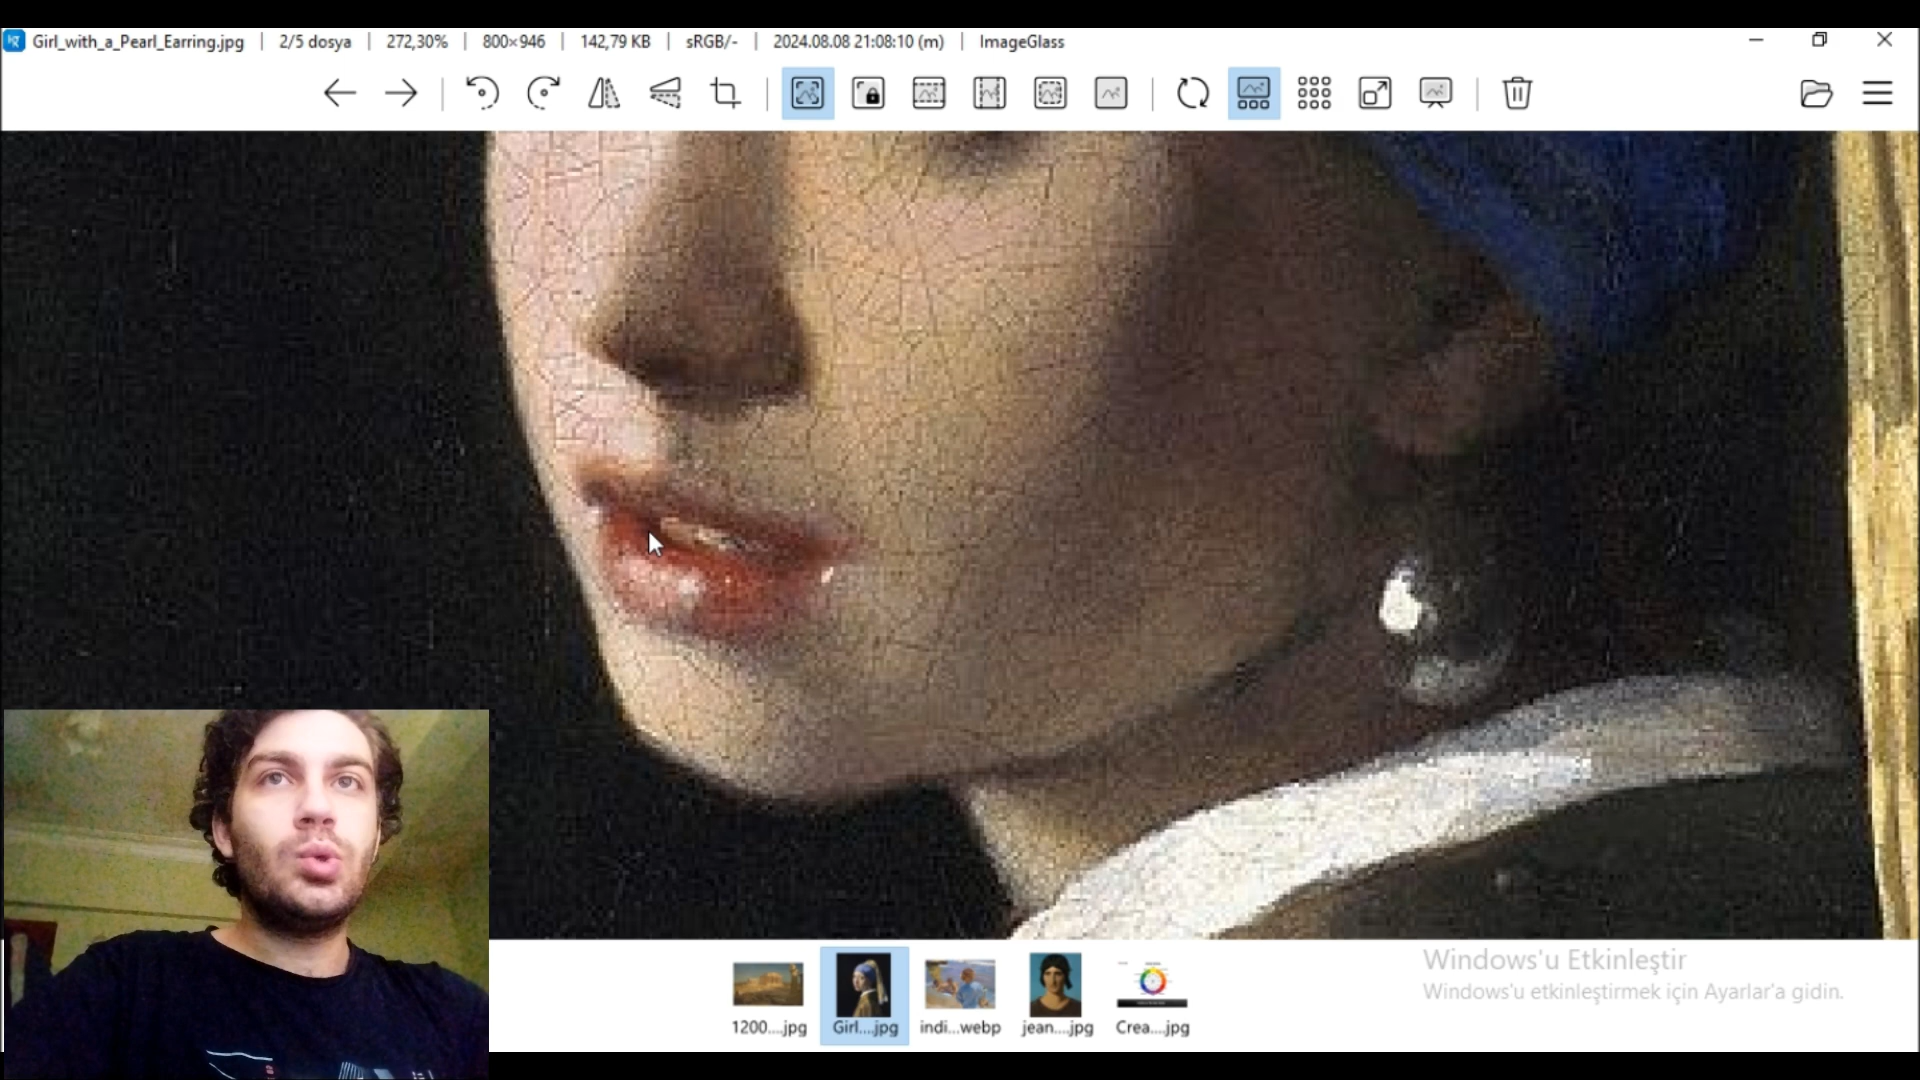 Girl_with_a_Pearl_Earring.jpg | 2/5 dosya | 272,30% | 800×946 | 142,79 KB | sRGB/- | 2024.08.08 21:08:10 (m) | ImageGlass
1200....jpg
Girl....jpg
indi...webp
jean....jpg
Crea....jpg
Windows'u Etkinleştir
Windows'u etkinleştirmek için Ayarlar'a gidin.